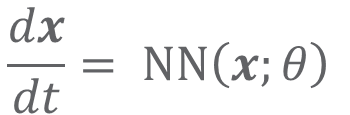 d𝒙/dt = NN(𝒙; θ)